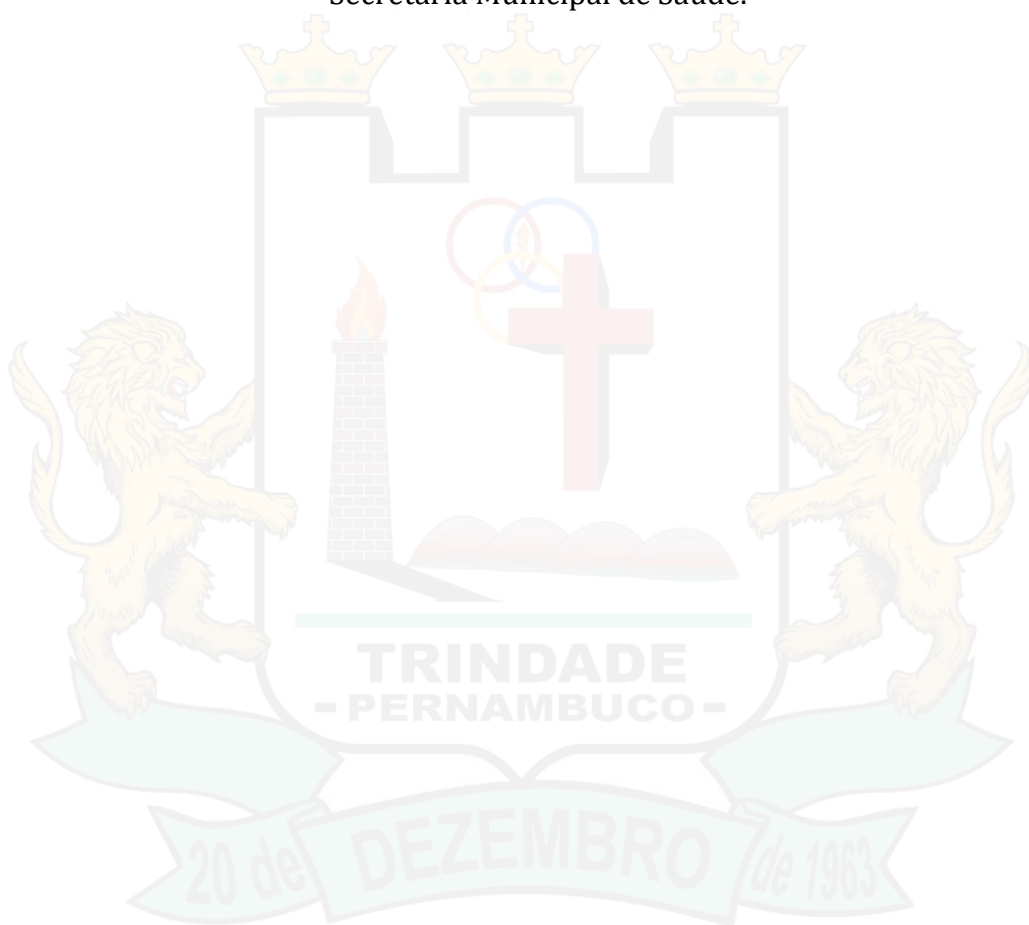 Secretaria Municipal de Saúde.
TRINDADE
- PERNAMBUCO -
20 de DEZEMBRO de 1963